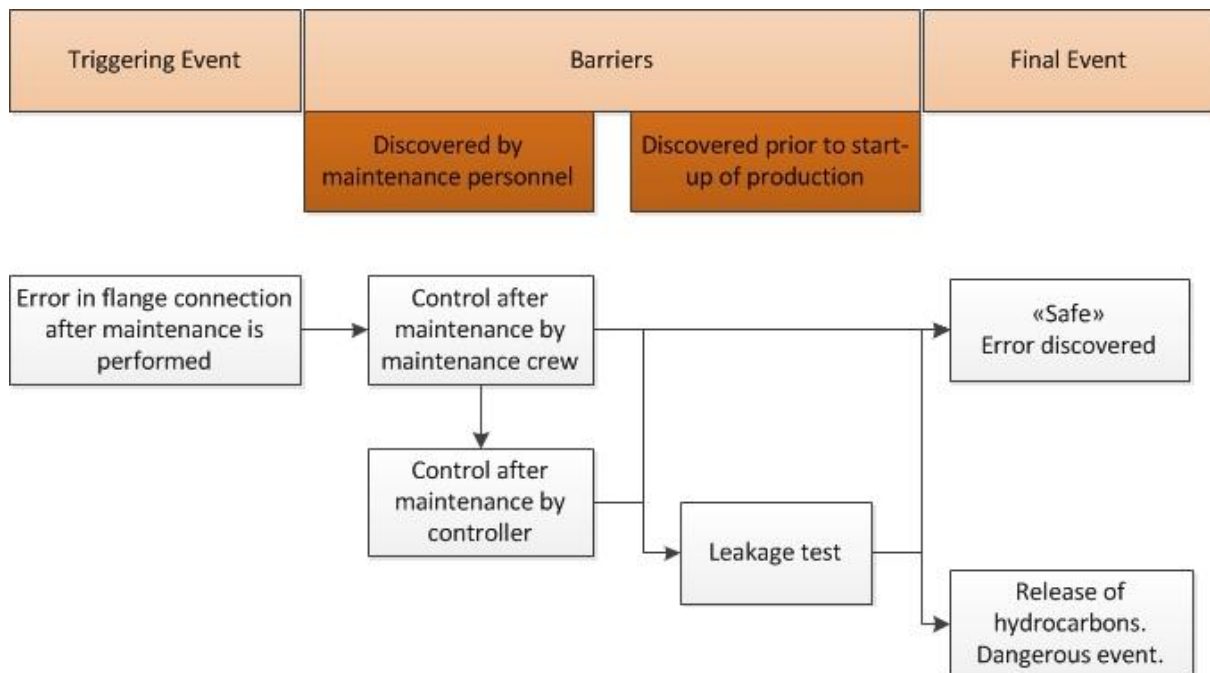 Triggering Event
Barriers
Final Event
Discovered by
maintenance personnel
Discovered prior to start-
up of production
Error in flange connection
after maintenance is
performed
Control after
maintenance by
maintenance crew
«Safe»
Error discovered
Control after
maintenance by
controller
Leakage test
Release of
hydrocarbons.
Dangerous event.